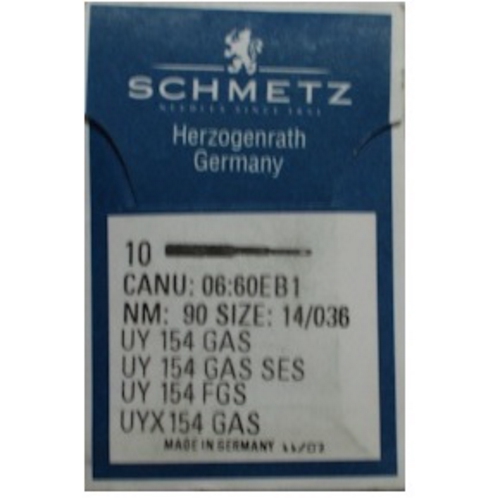 SCHMETZ
NEEDLES SINCE 1851
Herzogenrath
Germany
10
CANU: 06:60EB1
NM: 90 SIZE: 14/036
UY 154 GAS
UY 154 GAS SES
UY 154 FGS
UYX154 GAS
MADE IN GERMANY